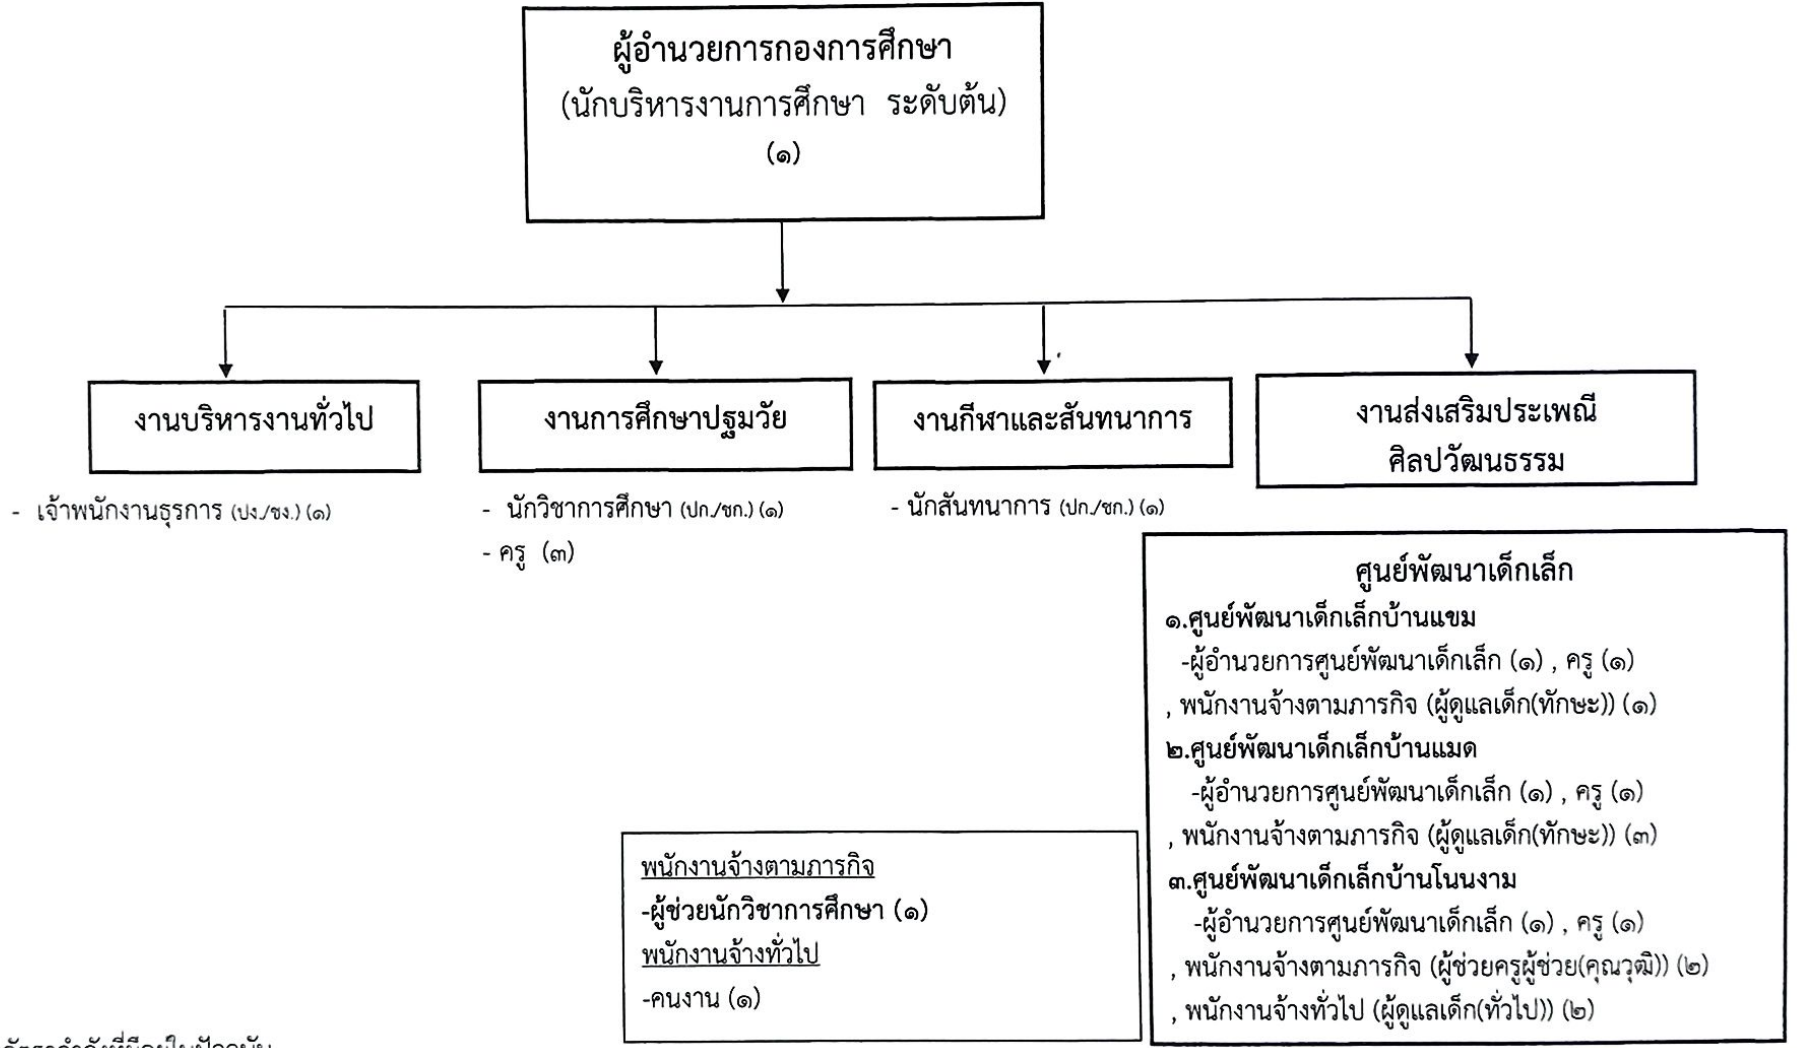 ผู้อำนวยการกองการศึกษา
(นักบริหารงานการศึกษา ระดับต้น)
(๑)
งานบริหารงานทั่วไป
- เจ้าพนักงานธุรการ (ปง./ชง.) (๑)
งานการศึกษาปฐมวัย
- นักวิชาการศึกษา (ปก./ชก.) (๑)
- ครู (๓)
งานกีฬาและสันทนาการ
- นักสันทนาการ (ปก./ชก.) (๑)
งานส่งเสริมประเพณี
ศิลปวัฒนธรรม
ศูนย์พัฒนาเด็กเล็ก
๑.ศูนย์พัฒนาเด็กเล็กบ้านแขม
-ผู้อำนวยการศูนย์พัฒนาเด็กเล็ก (๑) , ครู (๑)
, พนักงานจ้างตามภารกิจ (ผู้ดูแลเด็ก(ทักษะ)) (๑)
๒.ศูนย์พัฒนาเด็กเล็กบ้านแมด
-ผู้อำนวยการศูนย์พัฒนาเด็กเล็ก (๑) , ครู (๑)
, พนักงานจ้างตามภารกิจ (ผู้ดูแลเด็ก(ทักษะ)) (๓)
๓.ศูนย์พัฒนาเด็กเล็กบ้านโนนงาม
-ผู้อำนวยการศูนย์พัฒนาเด็กเล็ก (๑) , ครู (๑)
, พนักงานจ้างตามภารกิจ (ผู้ช่วยครูผู้ช่วย(คุณวุฒิ)) (๒)
, พนักงานจ้างทั่วไป (ผู้ดูแลเด็ก(ทั่วไป)) (๒)
พนักงานจ้างตามภารกิจ
-ผู้ช่วยนักวิชาการศึกษา (๑)
พนักงานจ้างทั่วไป
-คนงาน (๑)